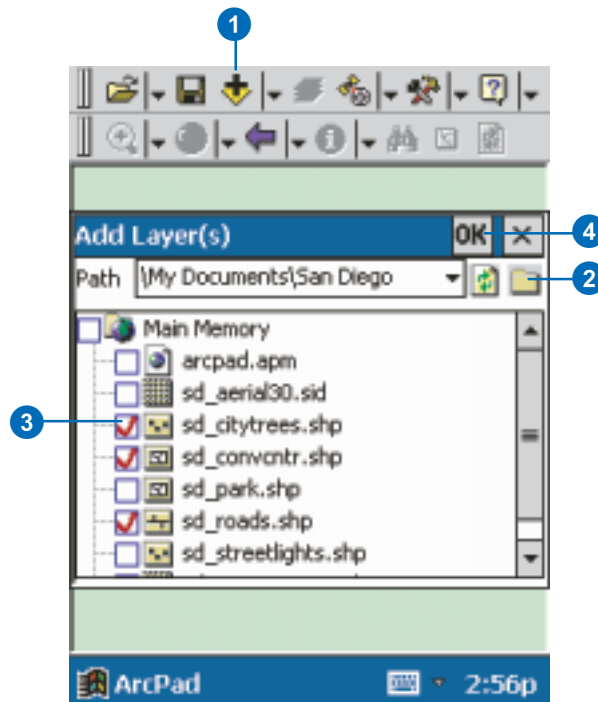 1
Add Layer(s) OK 4
Path \My Documents\San Diego 2
Main Memory
arcpad.apm
sd_aerial30.sid
3 sd_citytrees.shp
sd_convcntr.shp
sd_park.shp
sd_roads.shp
sd_streetlights.shp
ArcPad 2:56p